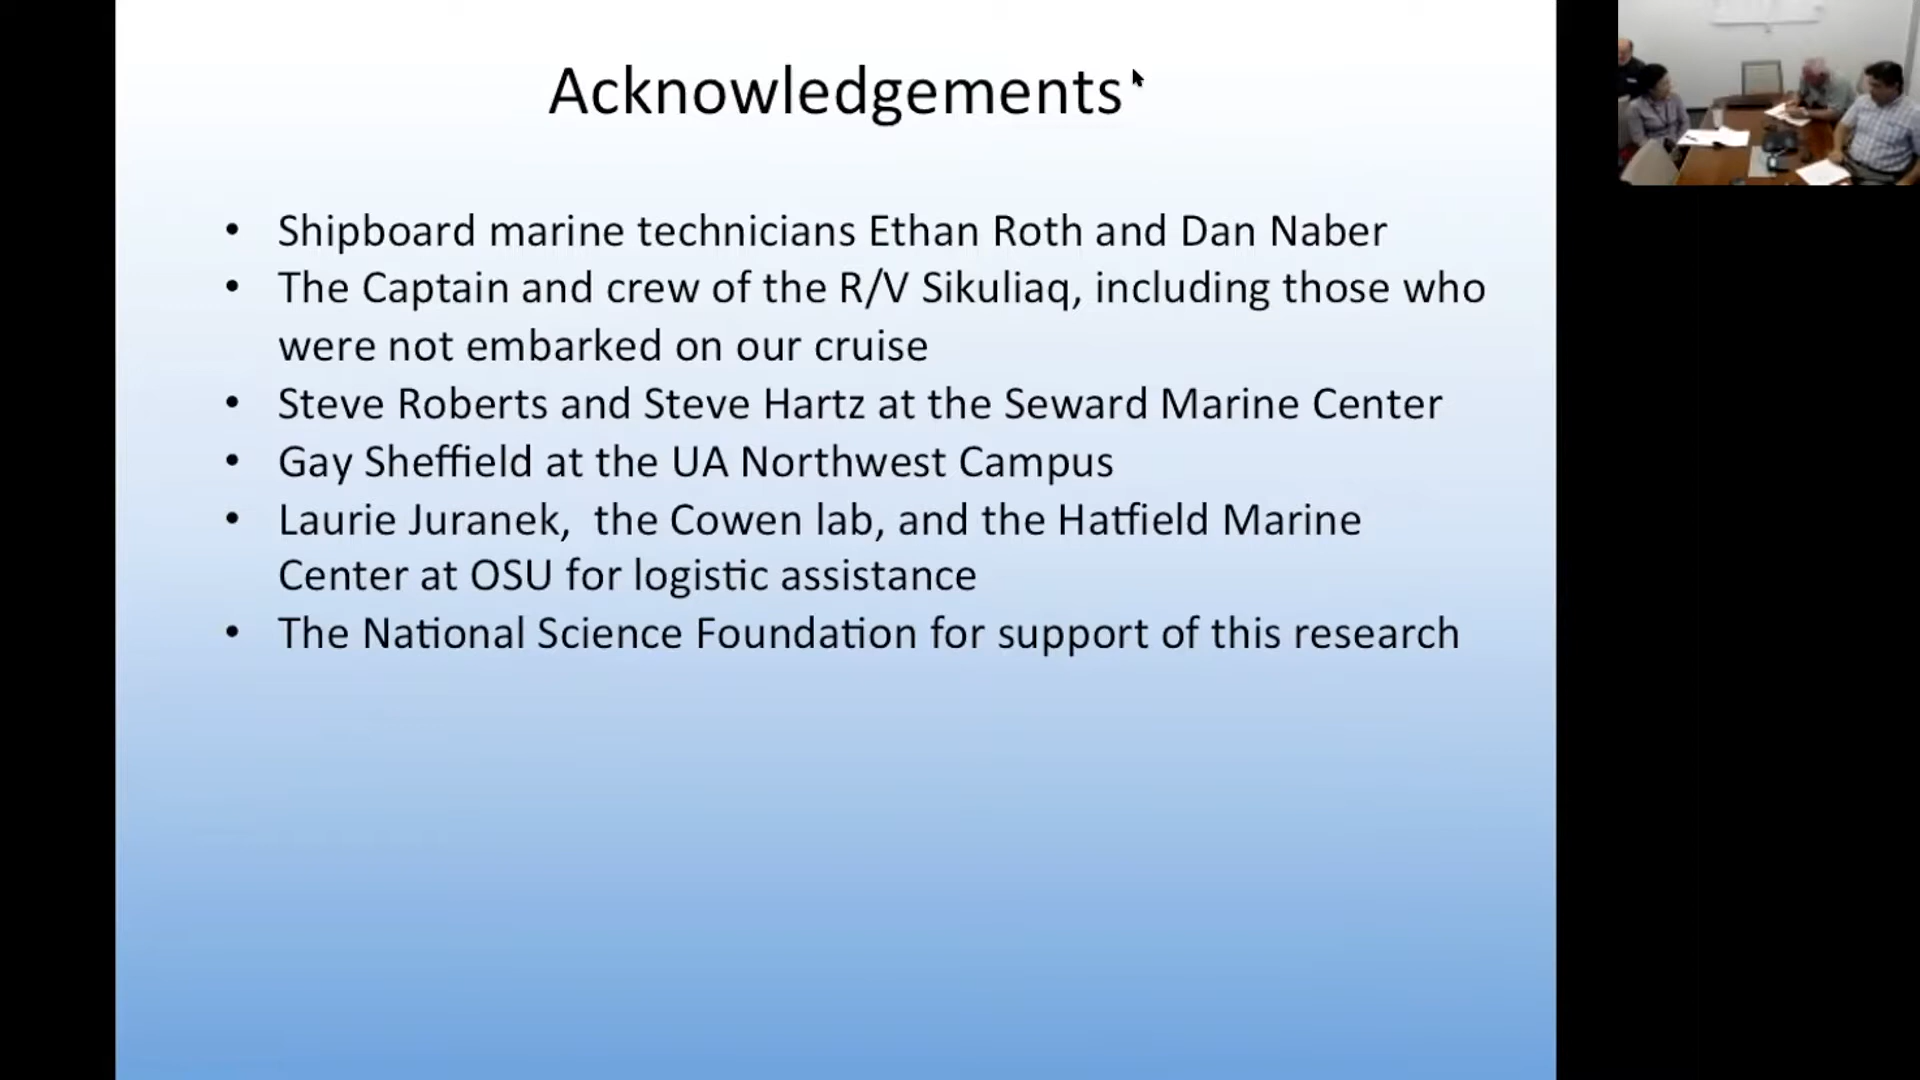 Acknowledgements
• Shipboard marine technicians Ethan Roth and Dan Naber
• The Captain and crew of the R/V Sikuliaq, including those who
were not embarked on our cruise
• Steve Roberts and Steve Hartz at the Seward Marine Center
• Gay Sheffield at the UA Northwest Campus
• Laurie Juranek,  the Cowen lab, and the Hatfield Marine
Center at OSU for logistic assistance
• The National Science Foundation for support of this research